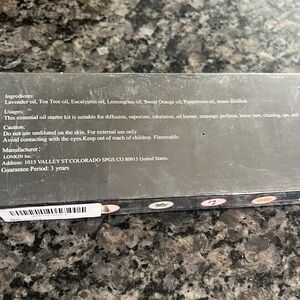 Ingredients:
Lavender oil, Tea Tree oil, Eucalyptus oil, Lemongrass oil, Sweet Orange oil, Peppermint oil, steam distilled.
Usages:
This essential oil starter kit is suitable for diffusion, vaporizer, inhalation, oil burner, massage, perfume, home care, cleaning, spa, and
Caution:
Do not use undiluted on the skin. For external use only.
Avoid contacting with the eyes.Keep out of reach of children. Flammable.
Manufacturer:
Inc.
Address: 1015 VALLEY ST COLORADO SPGS CO 80915 United States.
Guarantee Period: 3 years